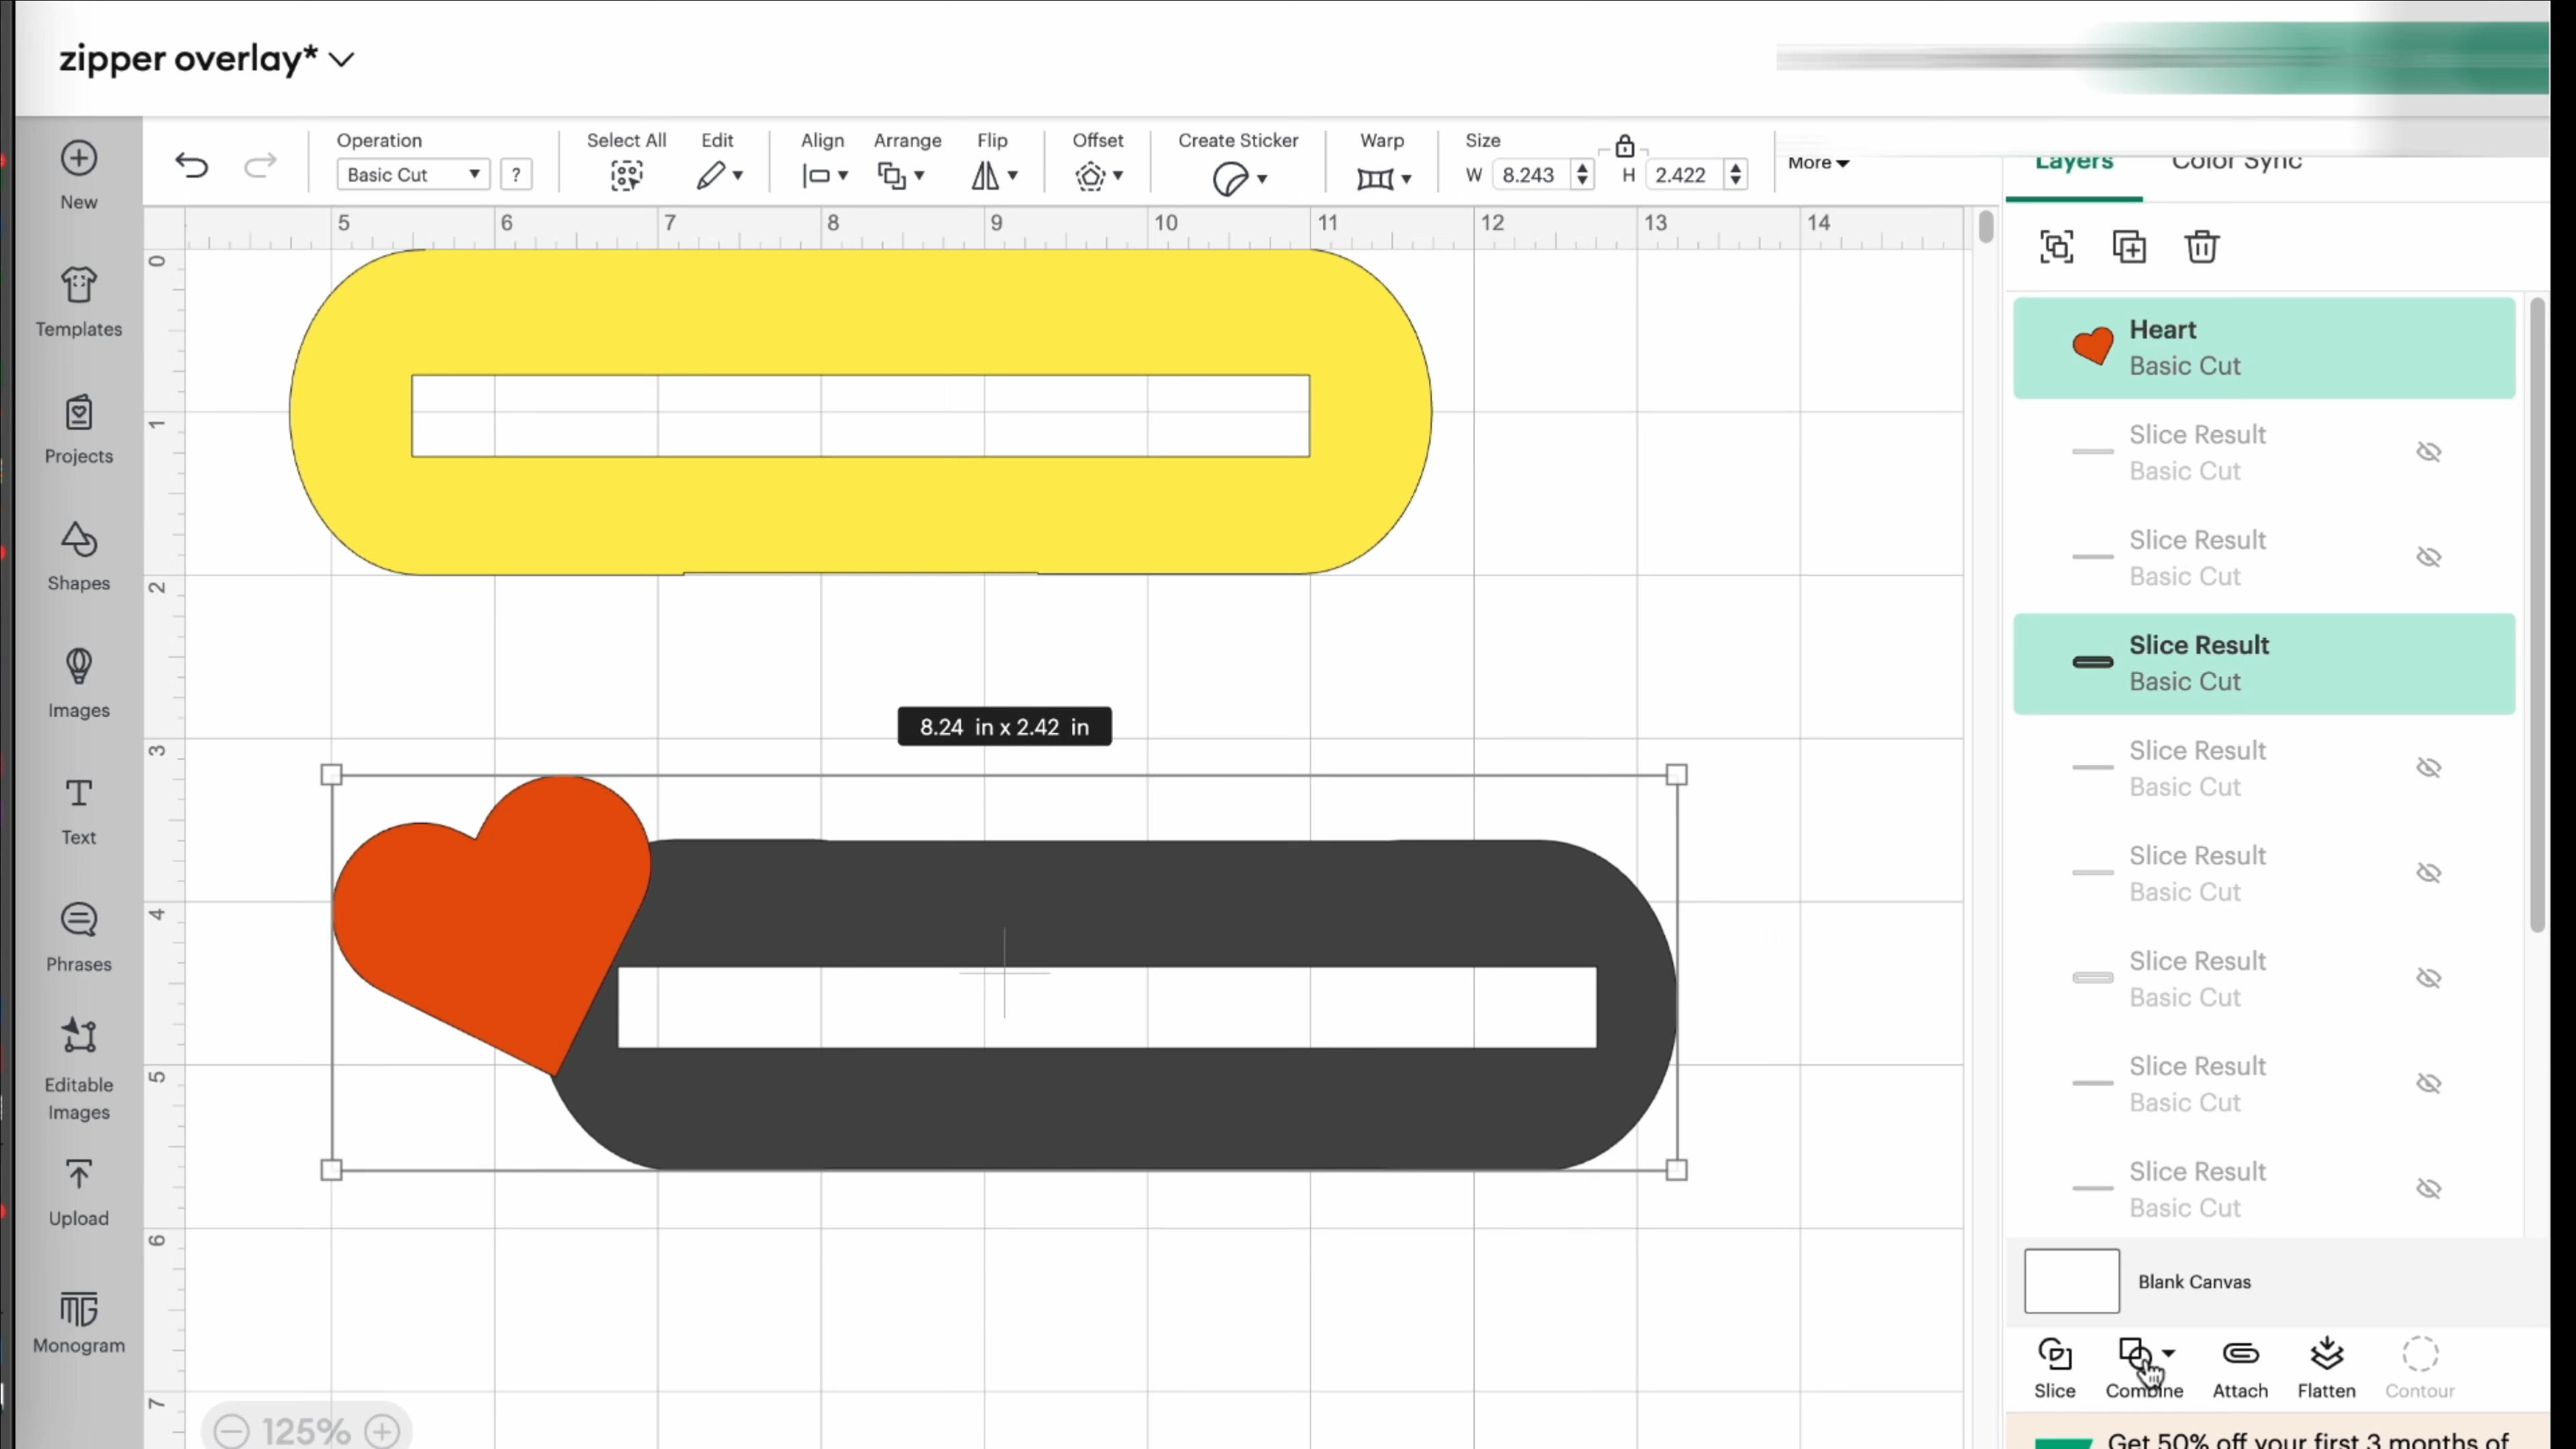 zipper overlay*
Operation
Select All Edit Align Arrange Flip Offset Create Sticker Warp Size
Basic Cut ? W 8.243 H 2.422 More
Layers Color Sync
New
Templates
Projects
Shapes
Images
Text
Phrases
Editable
Images
Upload
Monogram
5 6 7 8 9 10 11 12 13 14
0
1
2
3
4
5
6
7
8.24 in x 2.42 in
125%
Heart
Basic Cut
Slice Result
Basic Cut
Slice Result
Basic Cut
Slice Result
Basic Cut
Slice Result
Basic Cut
Slice Result
Basic Cut
Slice Result
Basic Cut
Slice Result
Basic Cut
Slice Result
Basic Cut
Blank Canvas
Slice Combine Attach Flatten Contour
Get 50% off your first 3 months of